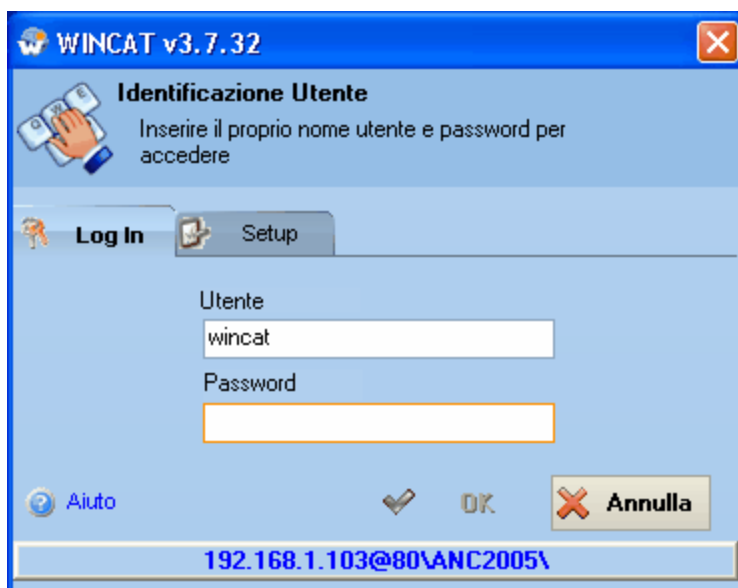 WINCAT v3.7.32
Identificazione Utente
Inserire il proprio nome utente e password per
accedere
Log In
Setup
Utente
wincat
Password
Aiuto
OK
Annulla
192.168.1.103@80\ANC2005\